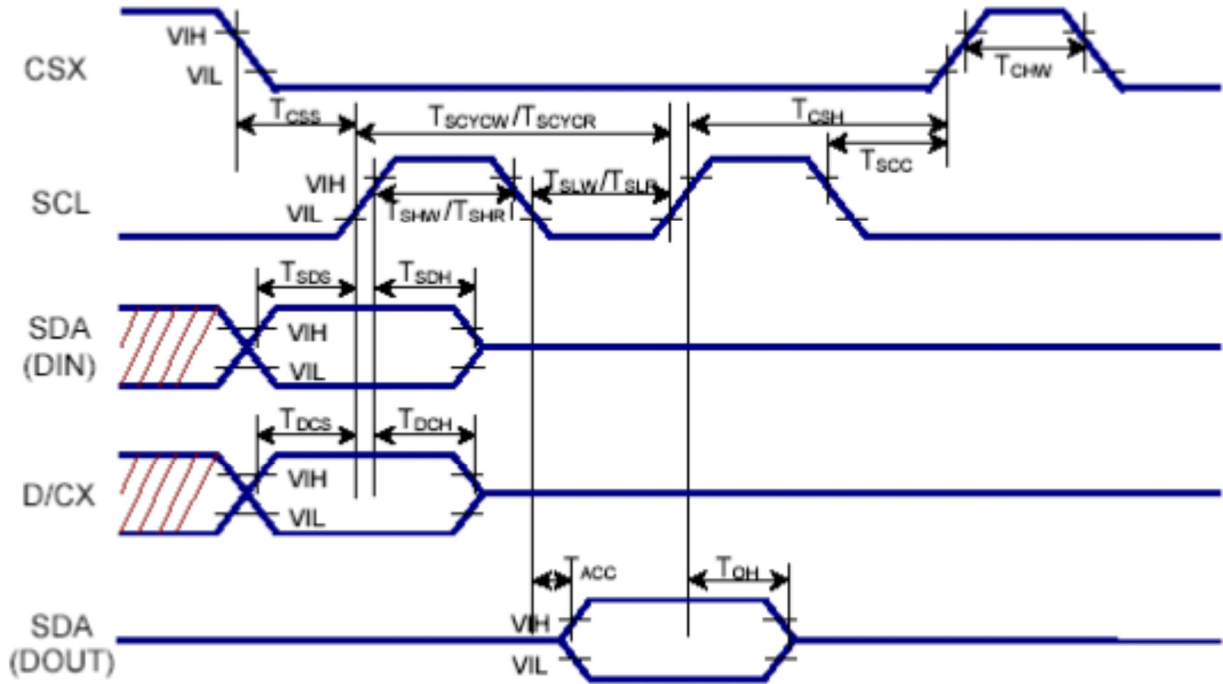 VIH
CSX
VIL
TCHW
TCSS
TSCYCW/TSCYCR
TCSH
TSCC
VIH
TSLW/TSLR
SCL
VIL
TSHW/TSHR
TSDS
TSDH
SDA
(DIN)
VIH
VIL
TDCS
TDCH
D/CX
VIH
VIL
TACC
TOH
SDA
(DOUT)
VIH
VIL